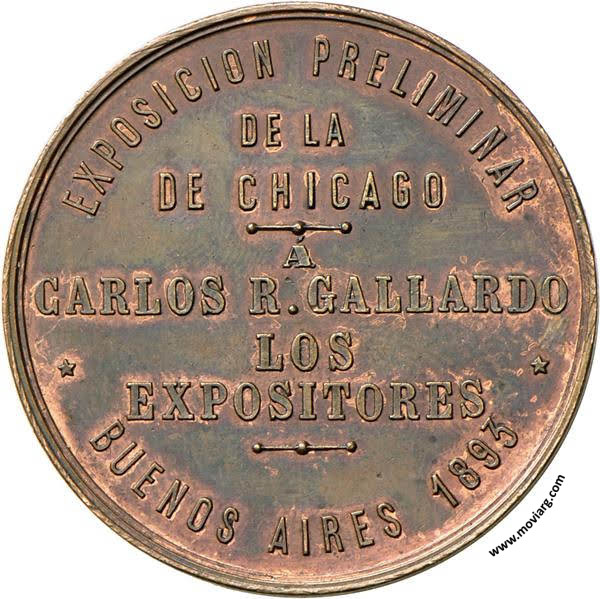 EXPOSICION PRELIMINAR
DE LA
DE CHICAGO
Á
CARLOS R. GALLARDO
LOS
EXPOSITORES
BUENOS AIRES 1893
www.moviarg.com